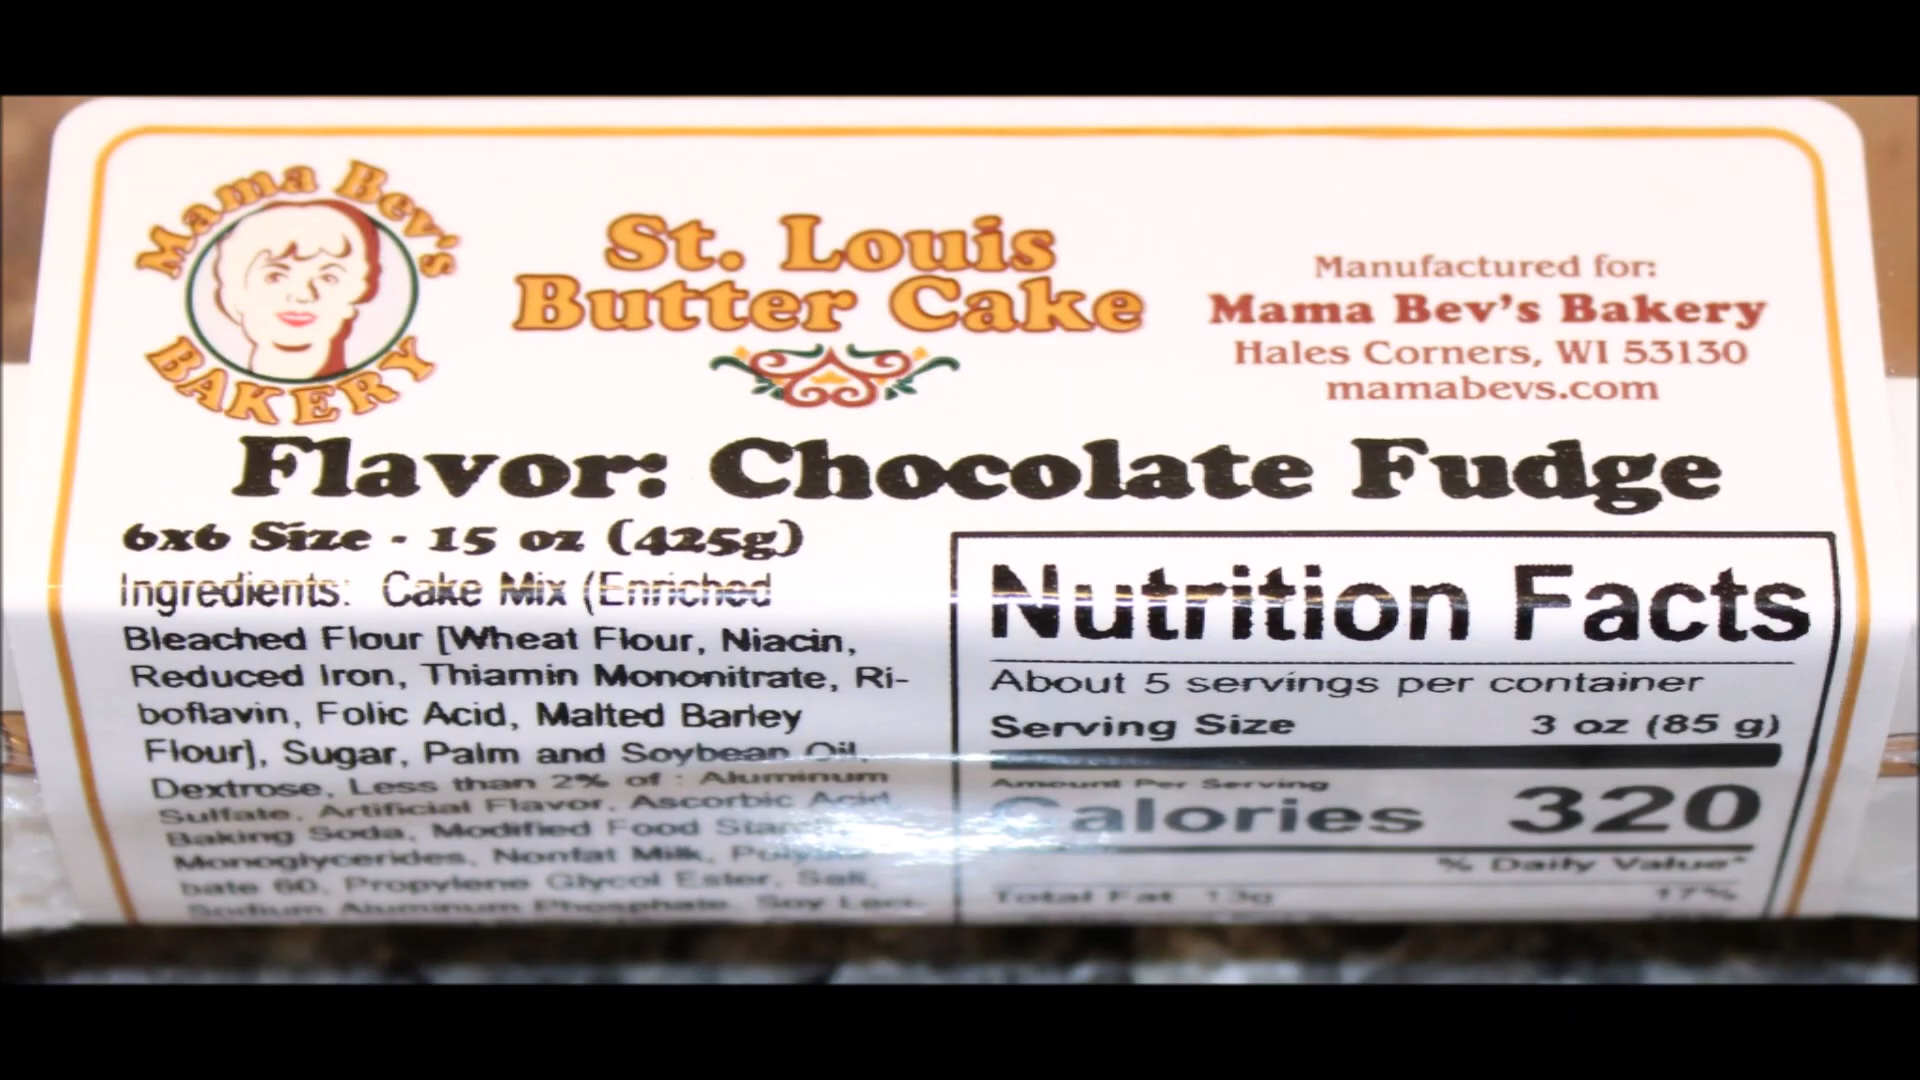 Mama Bev's
BAKERY
St. Louis
Butter Cake
Manufactured for:
Mama Bev's Bakery
Hales Corners, WI 53130
mamabevs.com
Flavor: Chocolate Fudge
6x6 Size - 15 oz (425g)
Ingredients: Cake Mix (Enriched
Bleached Flour [Wheat Flour, Niacin,
Reduced Iron, Thiamin Mononitrate, Ri-
boflavin, Folic Acid, Malted Barley
Flour], Sugar, Palm and Soybean Oil,
Dextrose, Less than 2% of : Aluminum
Sulfate, Artificial Flavor, Ascorbic Acid,
Baking Soda, Modified Food
Monoglycerides, Nonfat Milk,
bate 60, Propylene Glycol Ester, Salt,
Sodium Aluminum Phosphate, Soy Leci-
Nutrition Facts
About 5 servings per container
Serving Size 3 oz (85 g)
Amount Per Serving
Calories 320
% Daily Value*
Total Fat 13g 17%